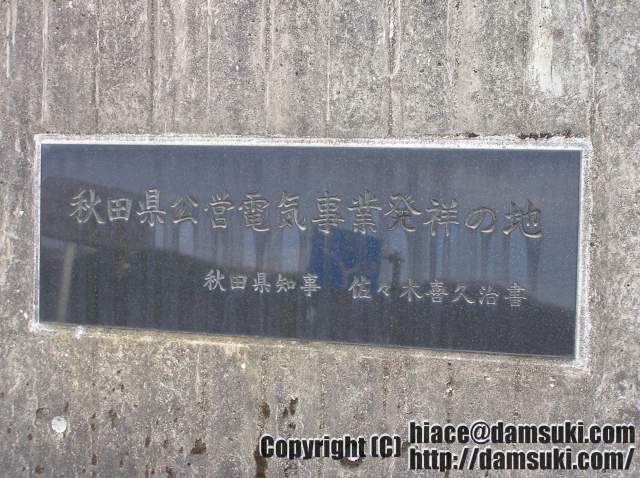 秋田県公営電気事業発祥の地
秋田県知事 佐々木喜久治書
Copyright (C) hiace@damsuki.com
http://damsuki.com/